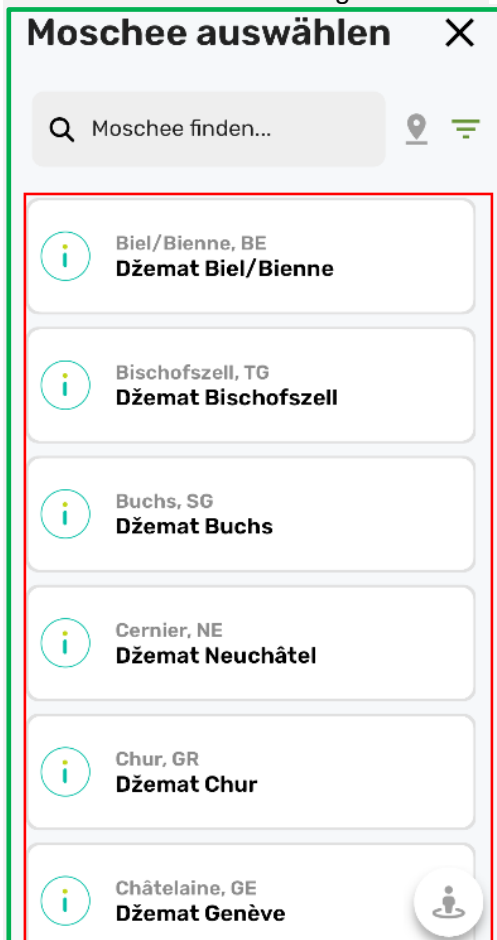 Moschee auswählen
Moschee finden...
Biel/Bienne, BE
Džemat Biel/Bienne
Bischofszell, TG
Džemat Bischofszell
Buchs, SG
Džemat Buchs
Cernier, NE
Džemat Neuchâtel
Chur, GR
Džemat Chur
Châtelaine, GE
Džemat Genève